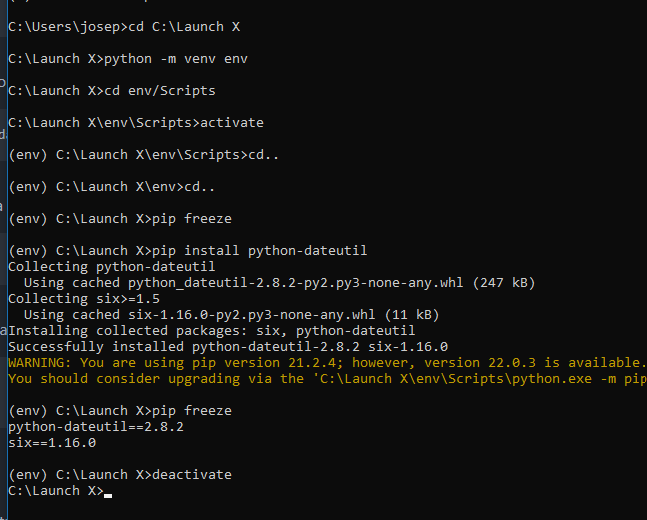 C:\Users\josep>cd C:\Launch X
C:\Launch X>python -m venv env
C:\Launch X>cd env/Scripts
C:\Launch X\env\Scripts>activate
(env) C:\Launch X\env\Scripts>cd..
(env) C:\Launch X\env>cd..
(env) C:\Launch X>pip freeze
(env) C:\Launch X>pip install python-dateutil
Collecting python-dateutil
  Using cached python_dateutil-2.8.2-py2.py3-none-any.whl (247 kB)
Collecting six>=1.5
  Using cached six-1.16.0-py2.py3-none-any.whl (11 kB)
Installing collected packages: six, python-dateutil
Successfully installed python-dateutil-2.8.2 six-1.16.0
WARNING: You are using pip version 21.2.4; however, version 22.0.3 is available.
You should consider upgrading via the 'C:\Launch X\env\Scripts\python.exe -m pip
(env) C:\Launch X>pip freeze
python-dateutil==2.8.2
six==1.16.0
(env) C:\Launch X>deactivate
C:\Launch X>